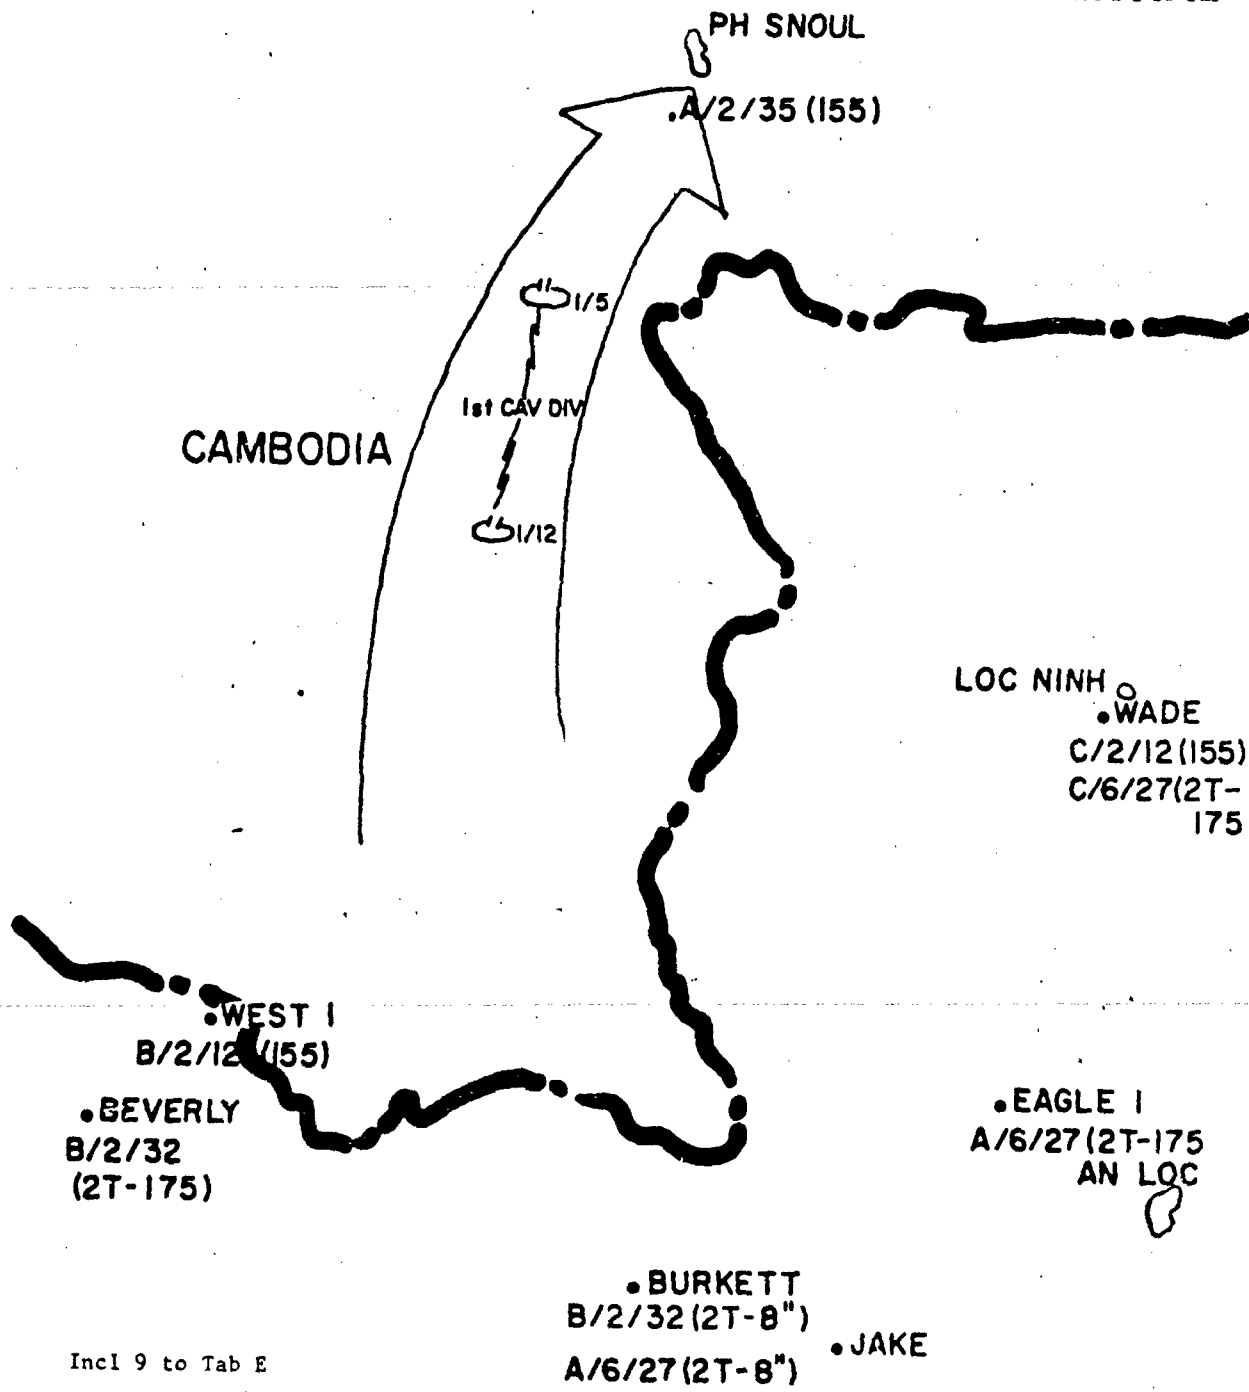 PH SNOUL
A/2/35 (155)
1/5
1st CAV DIV
CAMBODIA
1/12
LOC NINH
WADE
C/2/12 (155)
C/6/27(2T-
175
WEST I
B/2/12 (155)
BEVERLY
B/2/32
(2T-175)
EAGLE I
A/6/27(2T-175
AN LOC
BURKETT
B/2/32 (2T-8")
JAKE
A/6/27(2T-8")
Incl 9 to Tab E